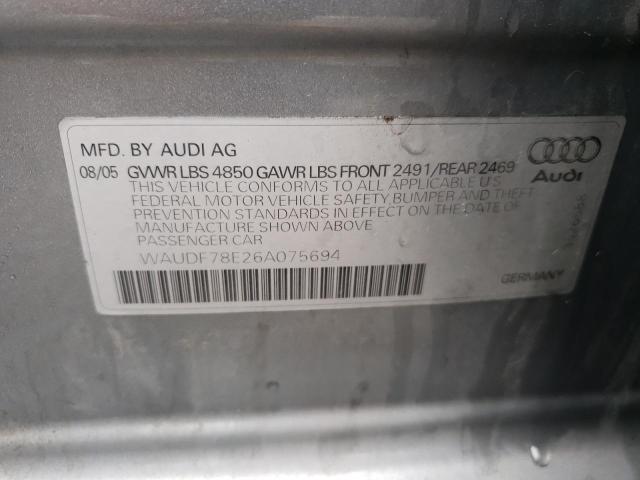 MFD. BY AUDI AG
08/05 GVWR LBS 4850 GAWR LBS FRONT 2491/REAR 2469
THIS VEHICLE CONFORMS TO ALL APPLICABLE U S
FEDERAL MOTOR VEHICLE SAFETY, BUMPER AND THEFT
PREVENTION STANDARDS IN EFFECT ON THE DATE OF
MANUFACTURE SHOWN ABOVE
PASSENGER CAR
WAUDF78E26A075694
Audi
GERMANY